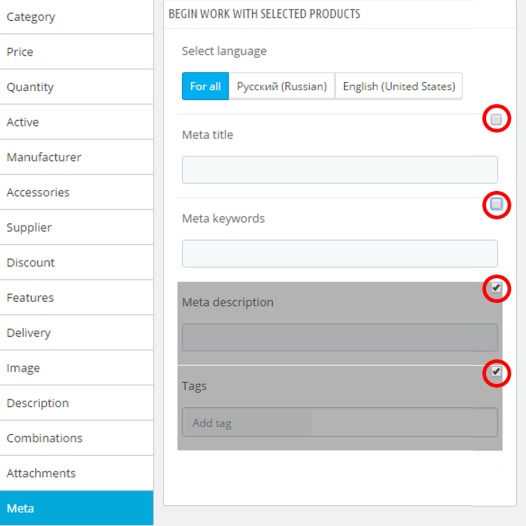 Category
Price
Quantity
Active
Manufacturer
Accessories
Supplier
Discount
Features
Delivery
Image
Description
Combinations
Attachments
Meta
BEGIN WORK WITH SELECTED PRODUCTS
Select language
For all Русский (Russian) English (United States)
Meta title
Meta keywords
Meta description
Tags
Add tag